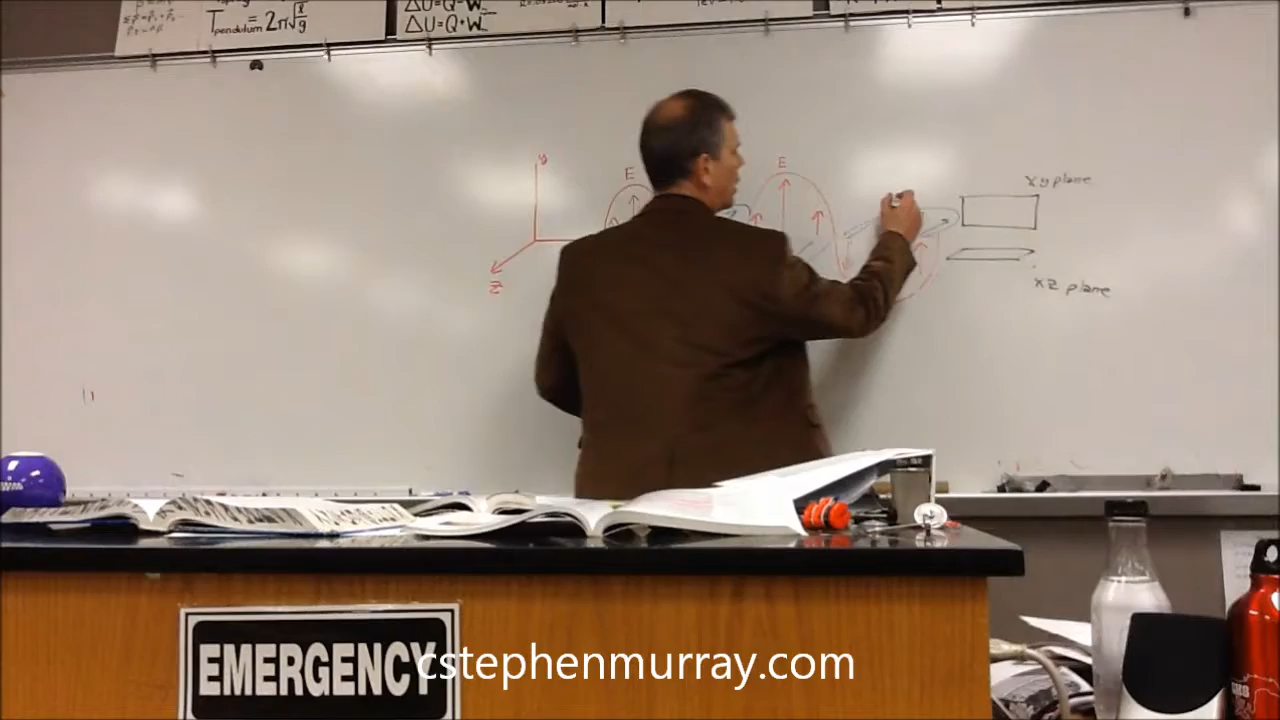 T pendulum = 2π√
ΔU=Q-W
ΔU=Q+W
y
E
E
xy plane
z
xz plane
EMERGENCY
cstephenmurray.com